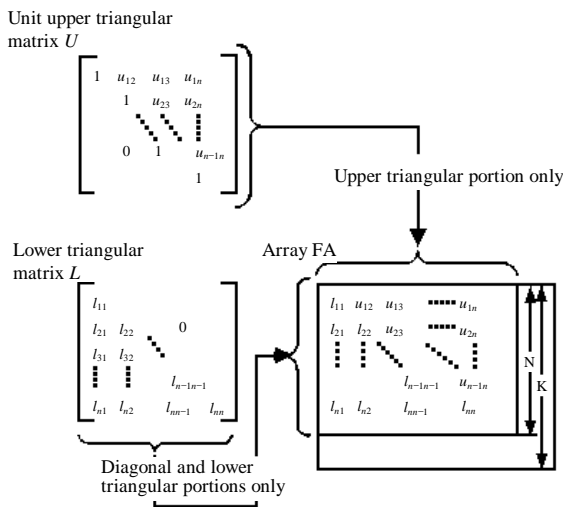 Unit upper triangular
matrix U
1 u12 u13 u1n
1 u23 u2n
0 1 un−1n
1
Upper triangular portion only
Lower triangular
matrix L
Array FA
l11
l21 l22 0
l31 l32
ln−1n−1
ln1 ln2 lnn−1 lnn
Diagonal and lower
triangular portions only
l11 u12 u13 u1n
l21 l22 u23 u2n
ln−1n−1 un−1n
ln1 ln2 lnn−1 lnn
N
K